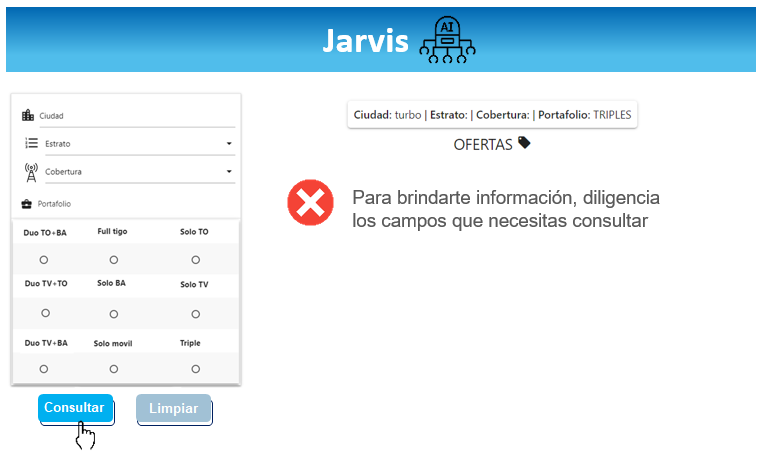 Jarvis
AI
Ciudad
Estrato
Cobertura
Portafolio
Duo TO+BA Full tigo Solo TO
Duo TV+TO Solo BA Solo TV
Duo TV+BA Solo movil Triple
Consultar Limpiar
Ciudad: turbo | Estrato: | Cobertura: | Portafolio: TRIPLES
OFERTAS
Para brindarte información, diligencia
los campos que necesitas consultar